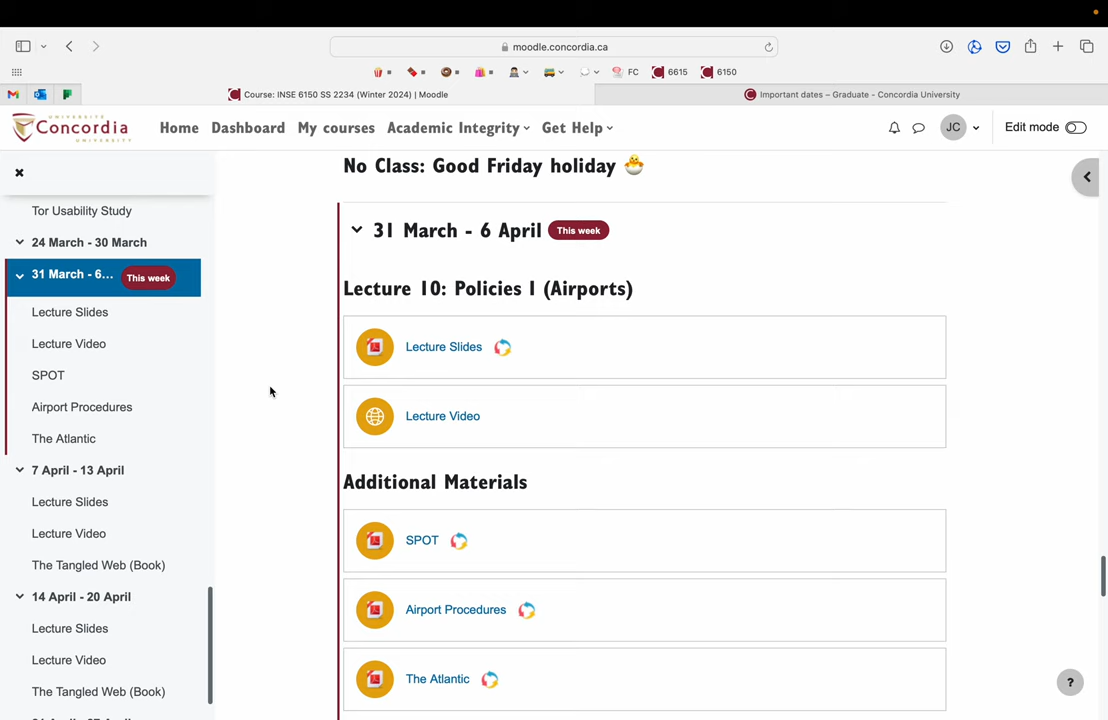 moodle.concordia.ca
FC 6615 6150
Course: INSE 6150 SS 2234 (Winter 2024) | Moodle
Important dates – Graduate - Concordia University
UNIVERSITÉ
Concordia
UNIVERSITY
Home Dashboard My courses Academic Integrity Get Help
JC
Edit mode
Tor Usability Study
24 March - 30 March
31 March - 6... This week
Lecture Slides
Lecture Video
SPOT
Airport Procedures
The Atlantic
7 April - 13 April
Lecture Slides
Lecture Video
The Tangled Web (Book)
14 April - 20 April
Lecture Slides
Lecture Video
The Tangled Web (Book)
No Class: Good Friday holiday 🐣
31 March - 6 April This week
Lecture 10: Policies I (Airports)
Lecture Slides
Lecture Video
Additional Materials
SPOT
Airport Procedures
The Atlantic
?